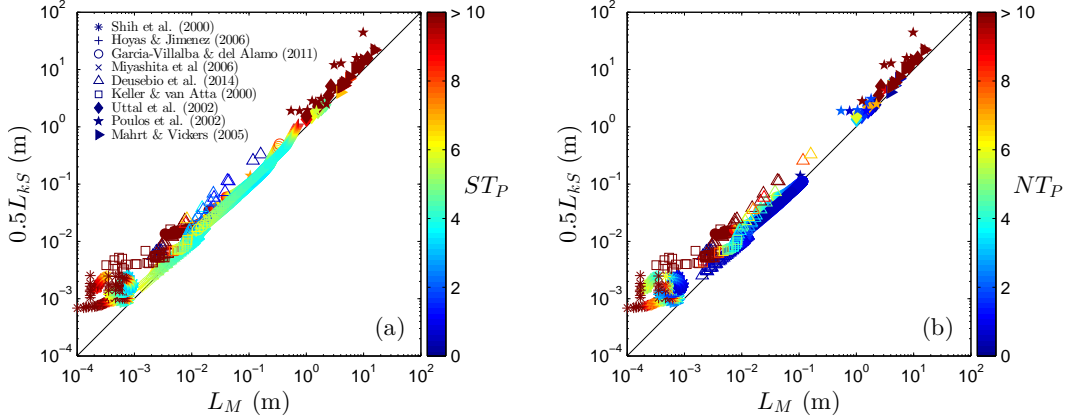 10^2
10^1
10^0
10^-1
10^-2
10^-3
10^-4
0.5L_kS (m)
Shih et al. (2000)
Hoyas & Jimenez (2006)
Garcia-Villalba & del Alamo (2011)
Miyashita et al (2006)
Deusebio et al. (2014)
Keller & van Atta (2000)
Uttal et al. (2002)
Poulos et al. (2002)
Mahrt & Vickers (2005)
(a)
10^-4 10^-3 10^-2 10^-1 10^0 10^1 10^2
L_M (m)
> 10
8
6
4
2
0
ST_P
10^2
10^1
10^0
10^-1
10^-2
10^-3
10^-4
0.5L_kS (m)
(b)
10^-4 10^-3 10^-2 10^-1 10^0 10^1 10^2
L_M (m)
> 10
8
6
4
2
0
NT_P